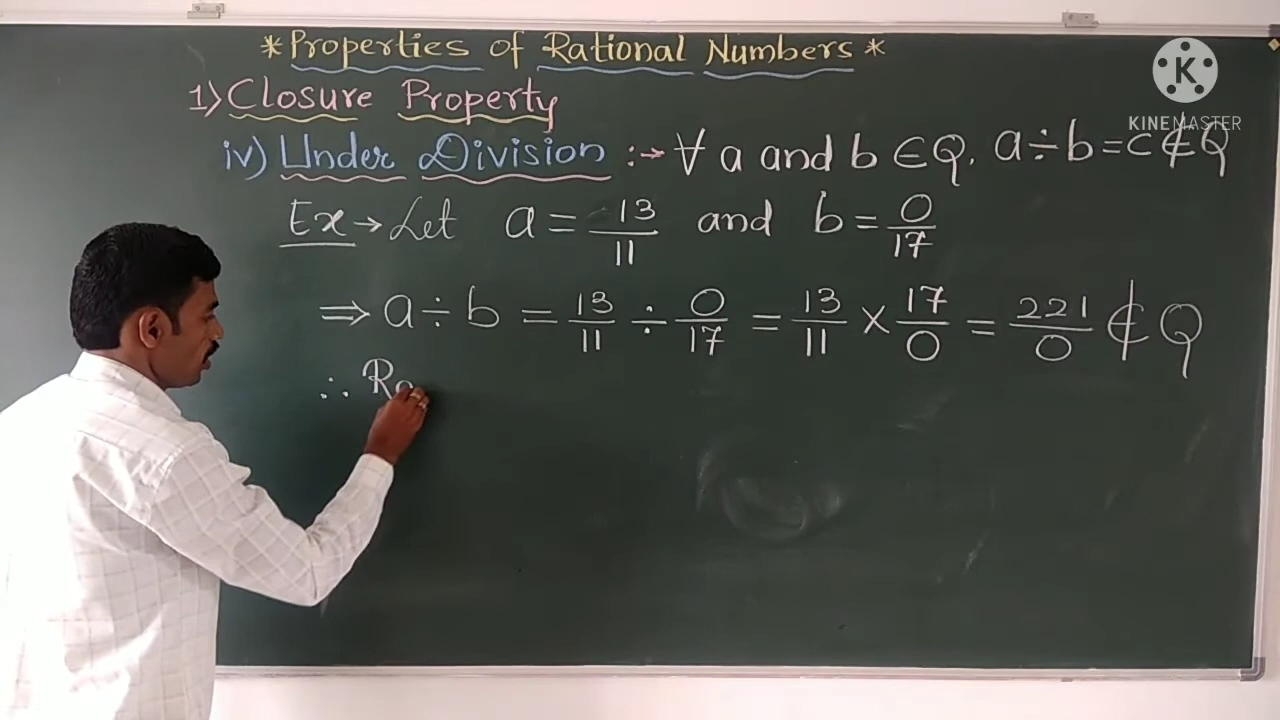 *Properties of Rational Numbers*
K
KINEMASTER
1) Closure Property
iv) Under Division :→ ∀ a and b ∈ Q, a ÷ b = c ∉ Q
Ex → Let a = 13/11 and b = 0/17
⇒ a ÷ b = 13/11 ÷ 0/17 = 13/11 × 17/0 = 221/0 ∉ Q
∴ Ra